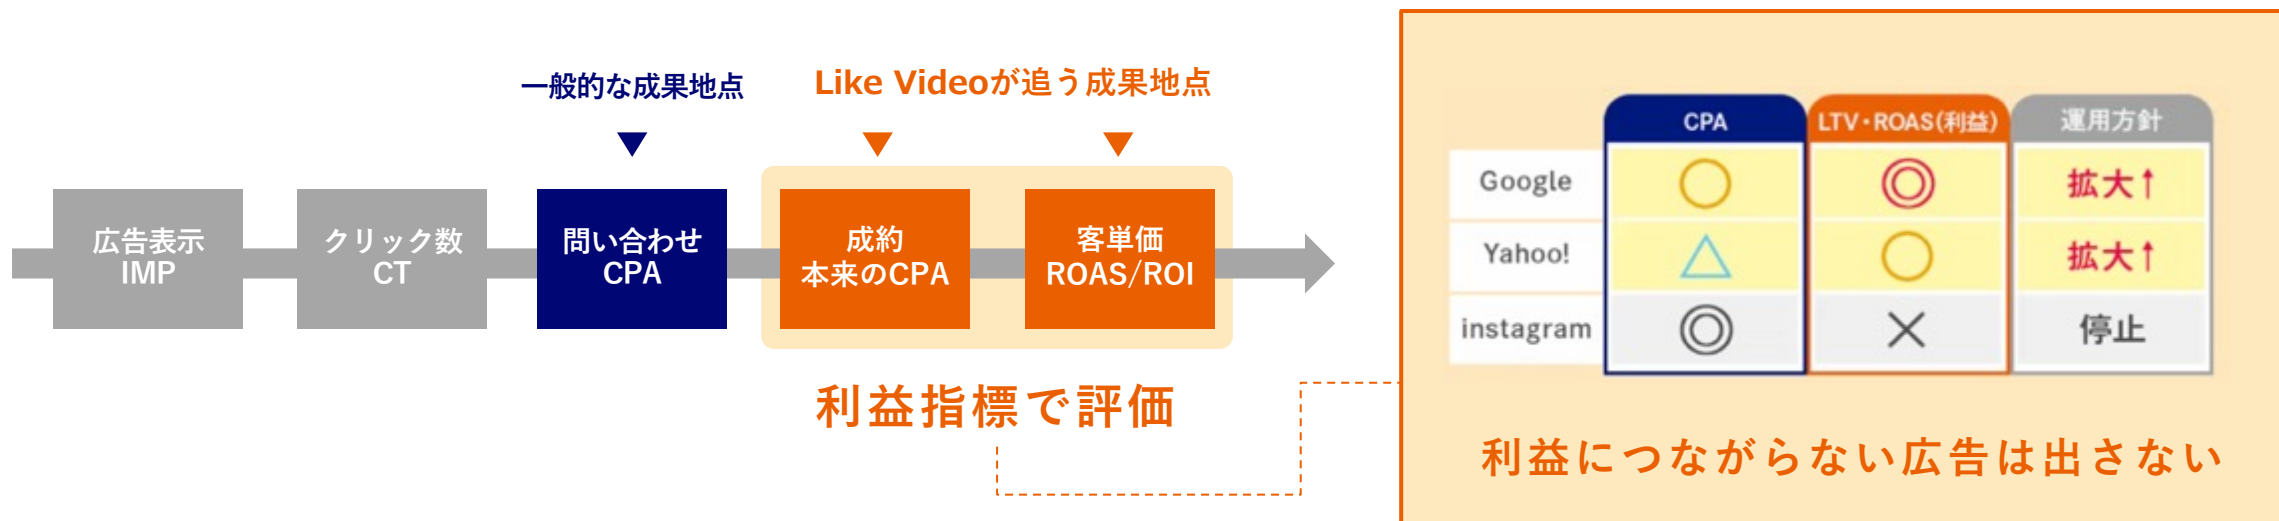 一般的な成果地点
Like Videoが追う成果地点
広告表示
IMP
クリック数
CT
問い合わせ
CPA
成約
本来のCPA
客単価
ROAS/ROI
利益指標で評価
CPA
LTV・ROAS(利益)
運用方針
Google
拡大↑
Yahoo!
拡大↑
instagram
停止
利益につながらない広告は出さない